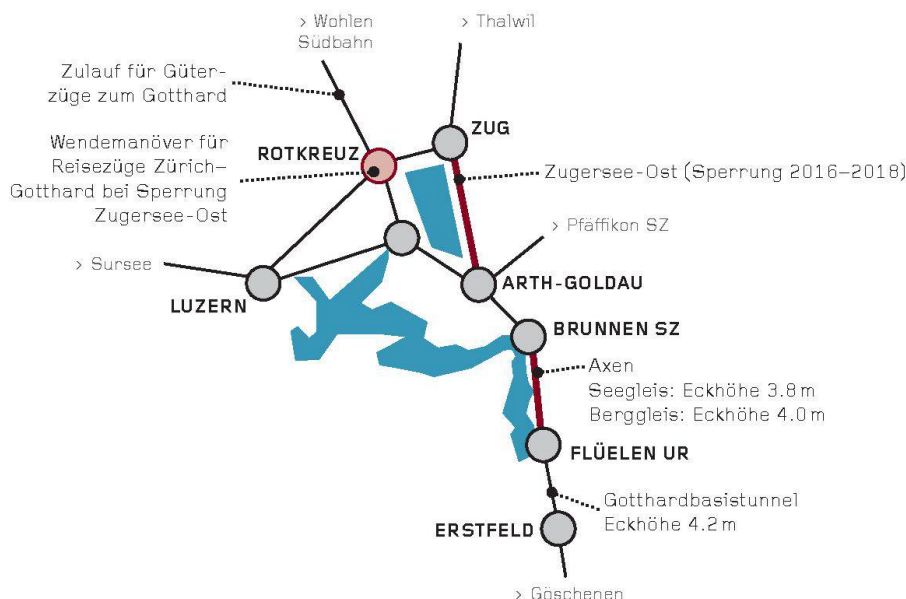 > Wohlen
Südbahn
> Thalwil
Zulauf für Güter-
züge zum Gotthard
ZUG
Wendemanöver für
Reisezüge Zürich–
Gotthard bei Sperrung
Zugersee-Ost
ROTKREUZ
Zugersee-Ost (Sperrung 2016–2018)
> Pfäffikon SZ
> Sursee
LUZERN
ARTH-GOLDAU
BRUNNEN SZ
Axen
Seegleis: Eckhöhe 3.8 m
Berggleis: Eckhöhe 4.0 m
FLÜELEN UR
Gotthardbasistunnel
Eckhöhe 4.2 m
ERSTFELD
> Göschenen